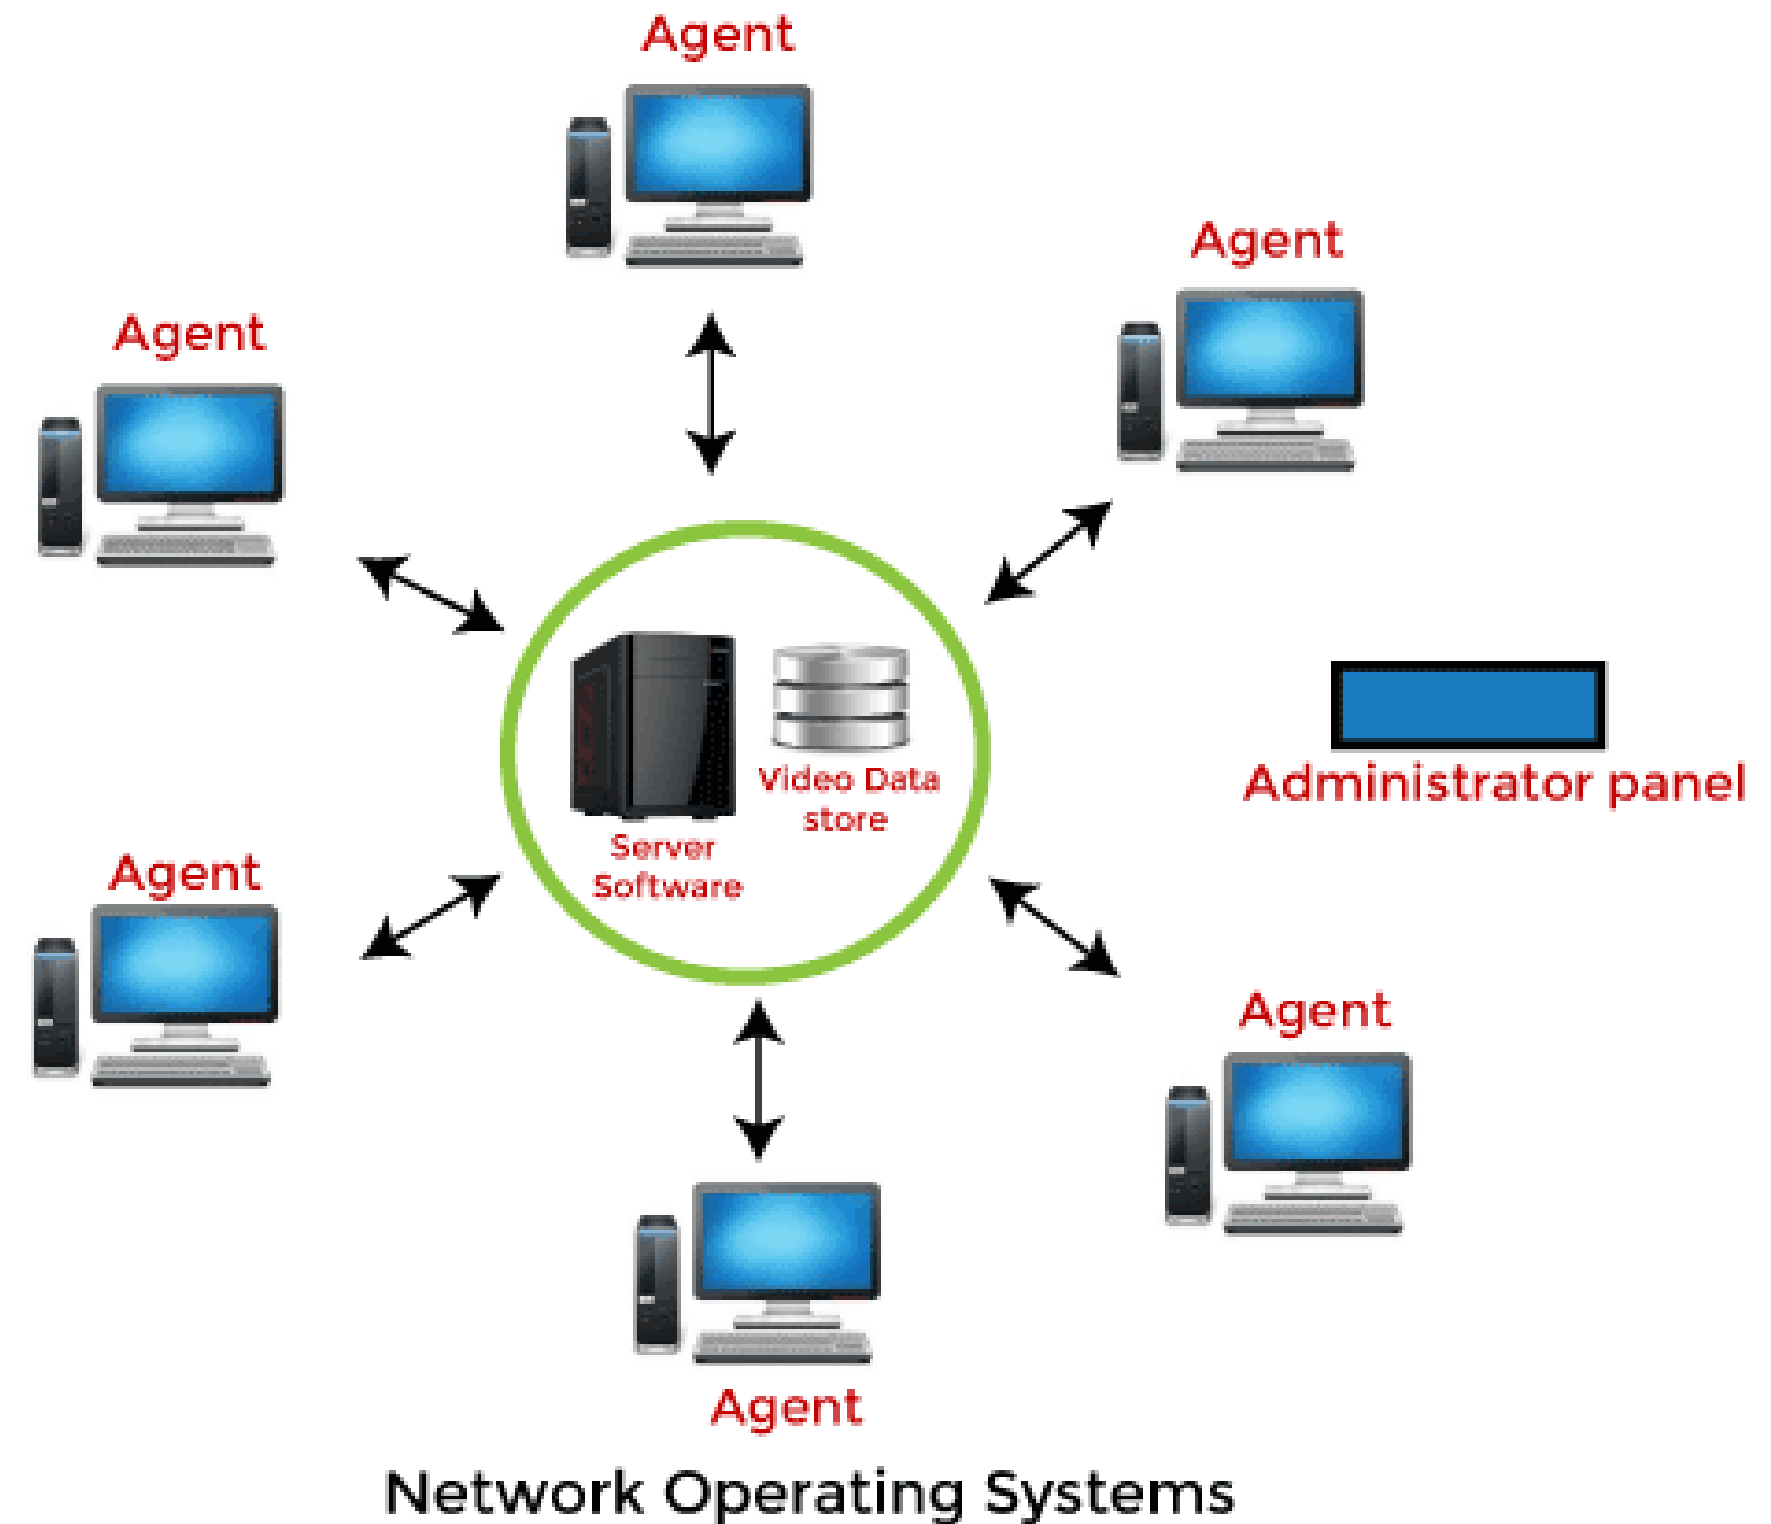 Agent
Agent
Agent
Administrator panel
Video Data
store
Server
Software
Agent
Agent
Agent
Network Operating Systems